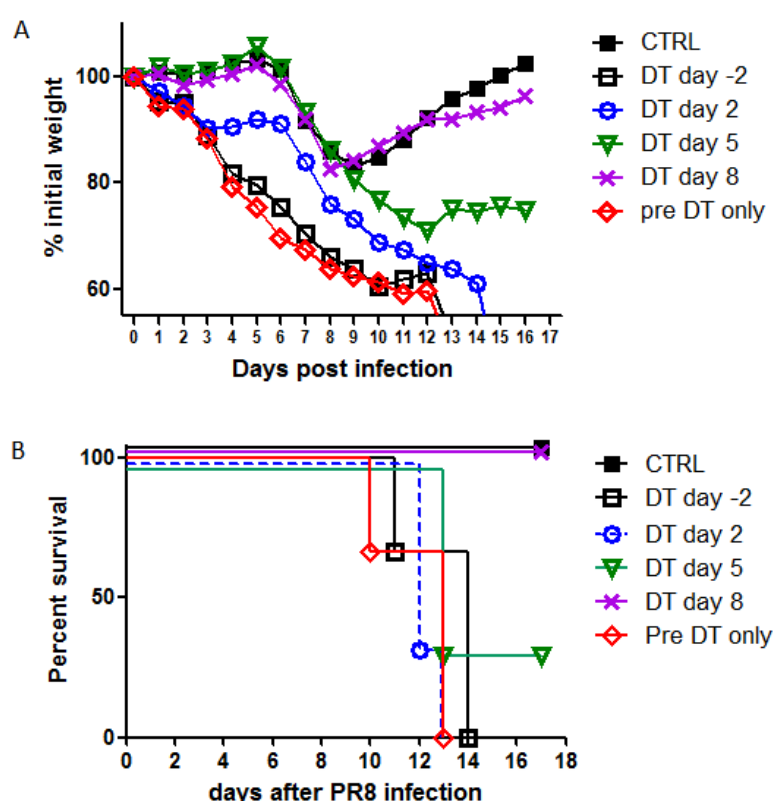 A
% initial weight
100
80
60
0 1 2 3 4 5 6 7 8 9 10 11 12 13 14 15 16 17
Days post infection
CTRL
DT day -2
DT day 2
DT day 5
DT day 8
pre DT only
B
Percent survival
100
50
0
0 2 4 6 8 10 12 14 16 18
days after PR8 infection
CTRL
DT day -2
DT day 2
DT day 5
DT day 8
Pre DT only